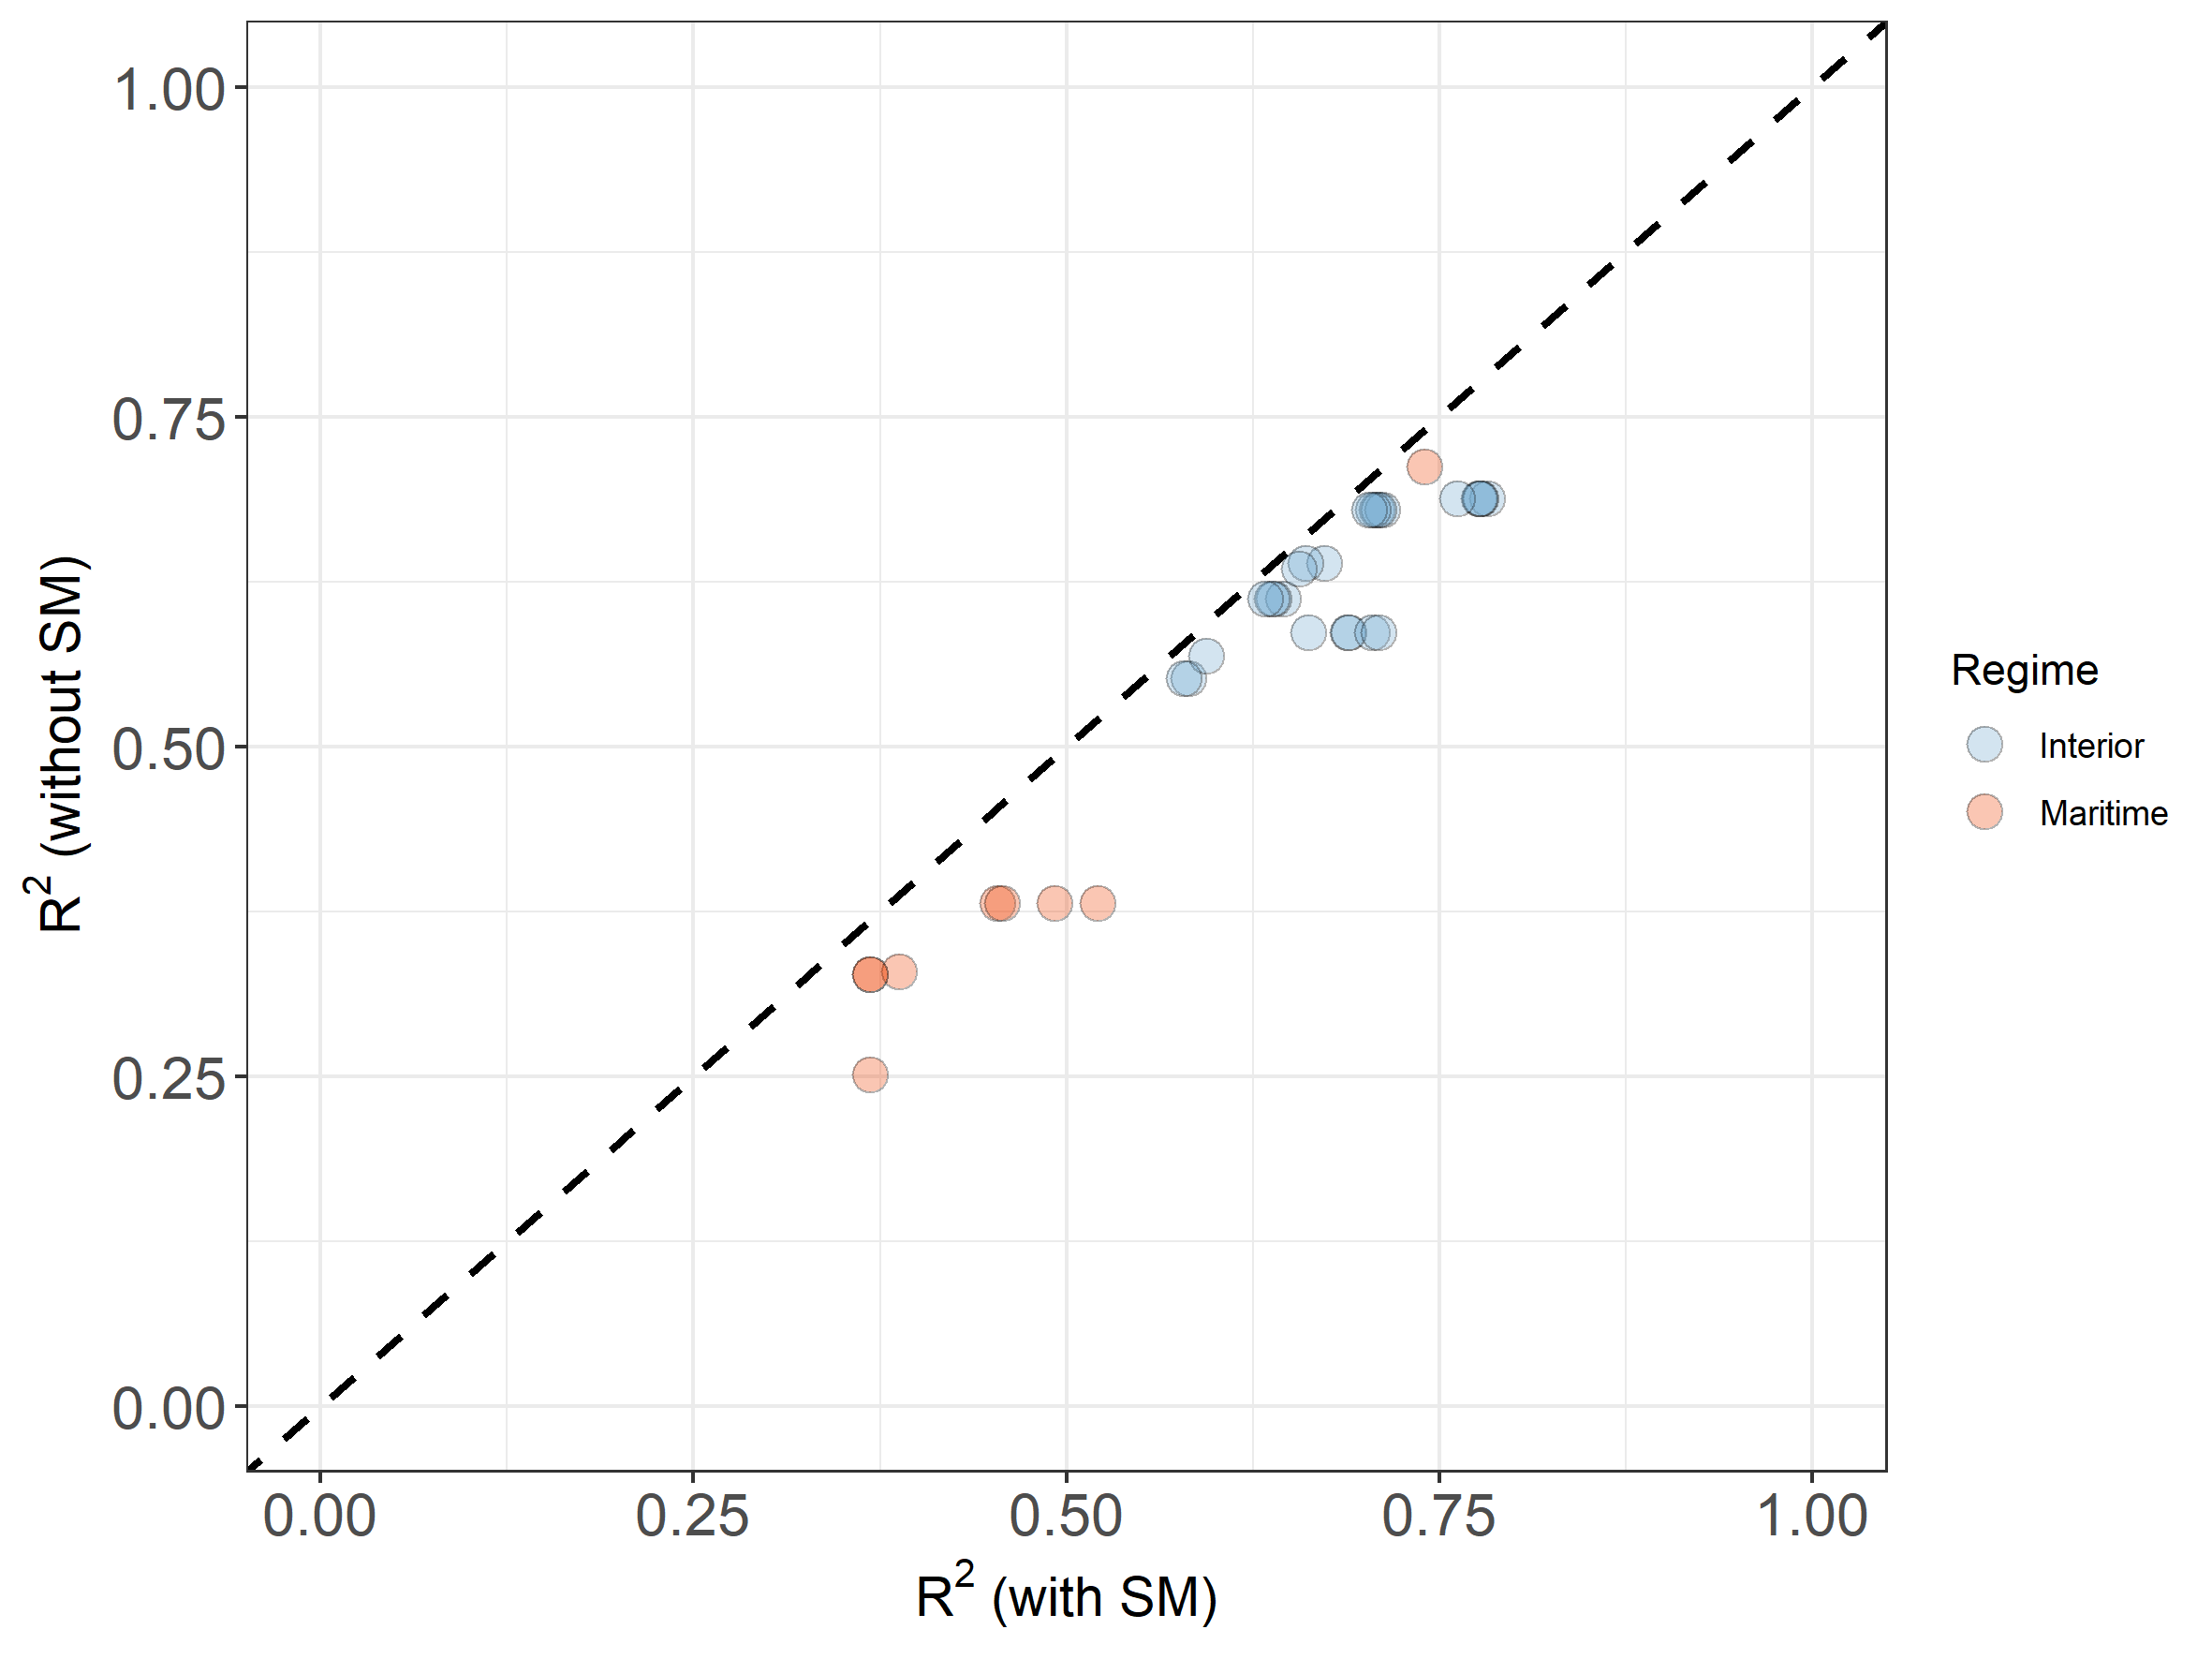 1.00
0.75
0.50
0.25
0.00
R² (without SM)
0.00 0.25 0.50 0.75 1.00
R² (with SM)
Regime
Interior
Maritime